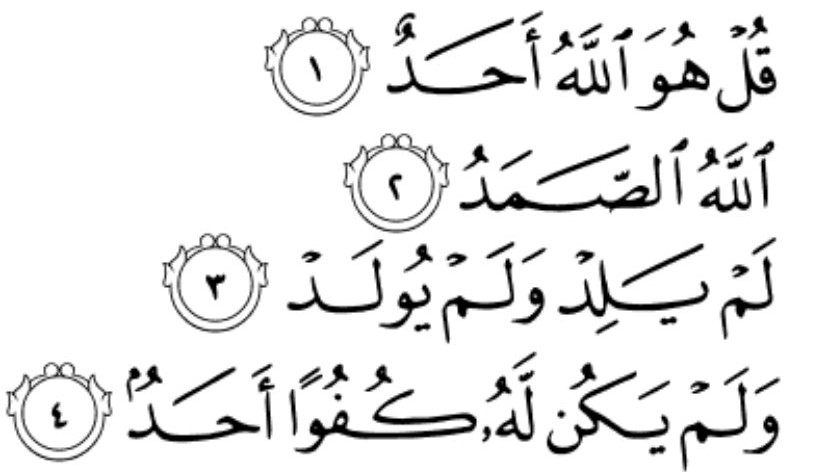 قُلْ هُوَ ٱللَّهُ أَحَدٌ ١
ٱللَّهُ ٱلصَّمَدُ ٢
لَمْ يَلِدْ وَلَمْ يُولَدْ ٣
وَلَمْ يَكُن لَّهُۥ كُفُوًا أَحَدٌۢ ٤